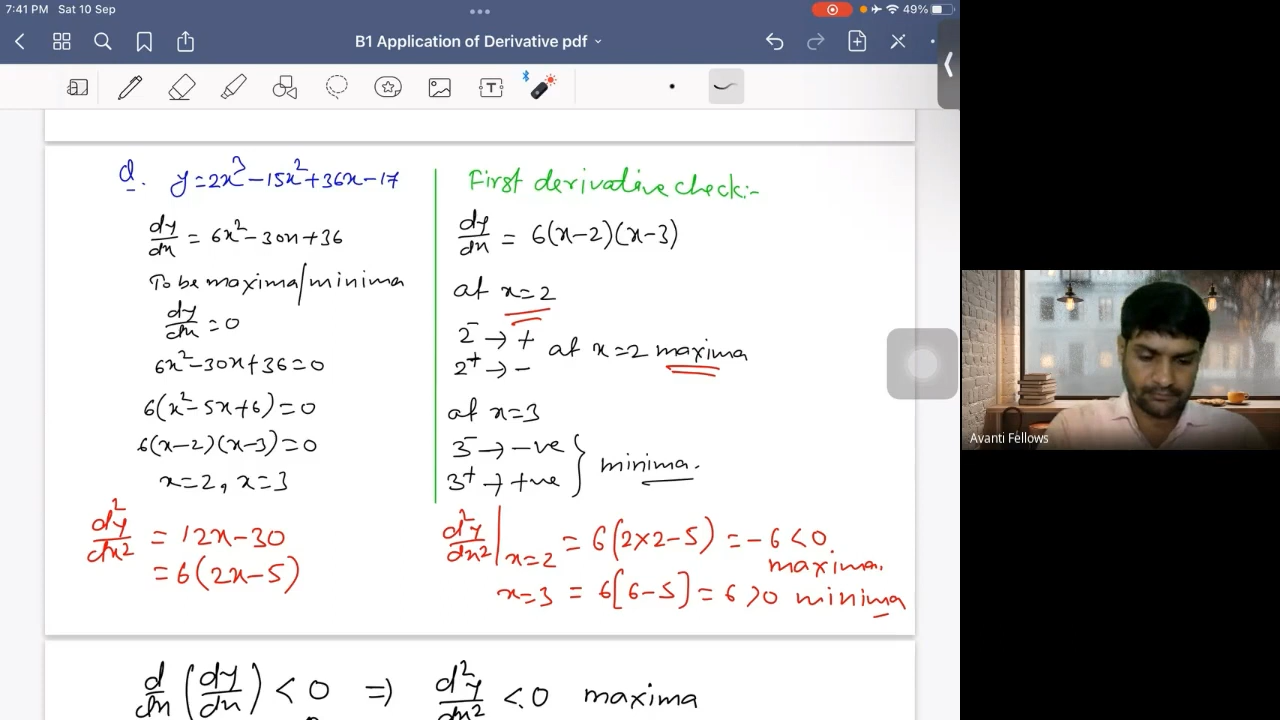 7:41 PM Sat 10 Sep
49%
B1 Application of Derivative pdf
Q. y=2x³-15x²+36x-17
dy/dx = 6x²-30x+36
To be maxima/minima
dy/dx = 0
6x²-30x+36=0
6(x²-5x+6)=0
6(x-2)(x-3)=0
x=2, x=3
d²y/dx² = 12x-30
=6(2x-5)
First derivative check:-
dy/dx = 6(x-2)(x-3)
at x=2
2⁻ → +
2⁺ → -
at x=2 maxima
at x=3
3⁻ → -ve
3⁺ → +ve
} minima.
d²y/dx²|x=2 = 6(2×2-5) = -6 <0
maxima.
x=3 = 6[6-5] = 6 >0 minima
d/dx (dy/dx) < 0 ⇒ d²y/dx² <0 maxima
Avanti Fellows